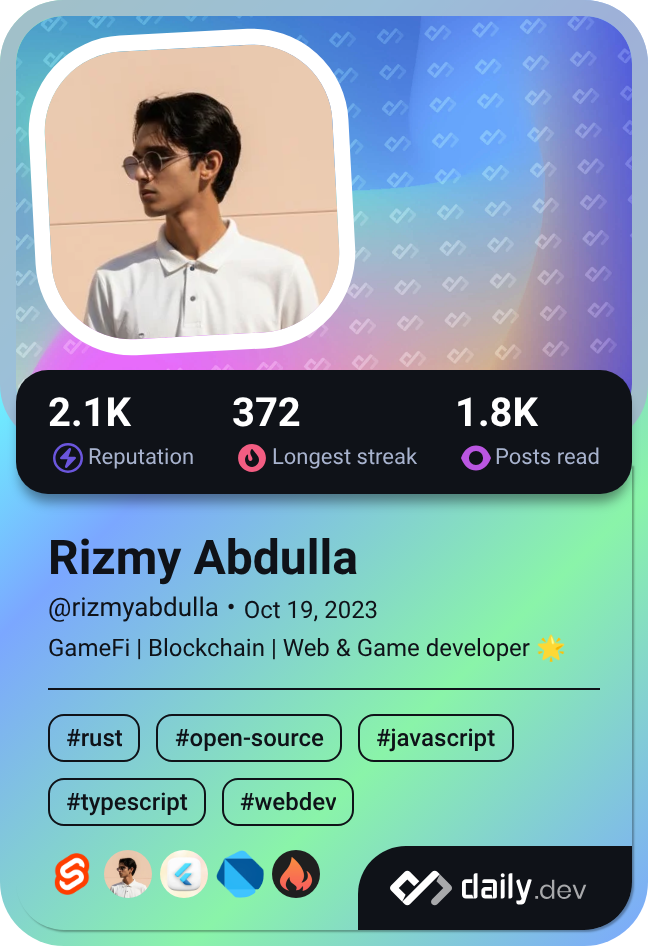 2.1K 372 1.8K
Reputation Longest streak Posts read
Rizmy Abdulla
@rizmyabdulla • Oct 19, 2023
GameFi | Blockchain | Web & Game developer 🌟
#rust #open-source #javascript
#typescript #webdev
daily.dev